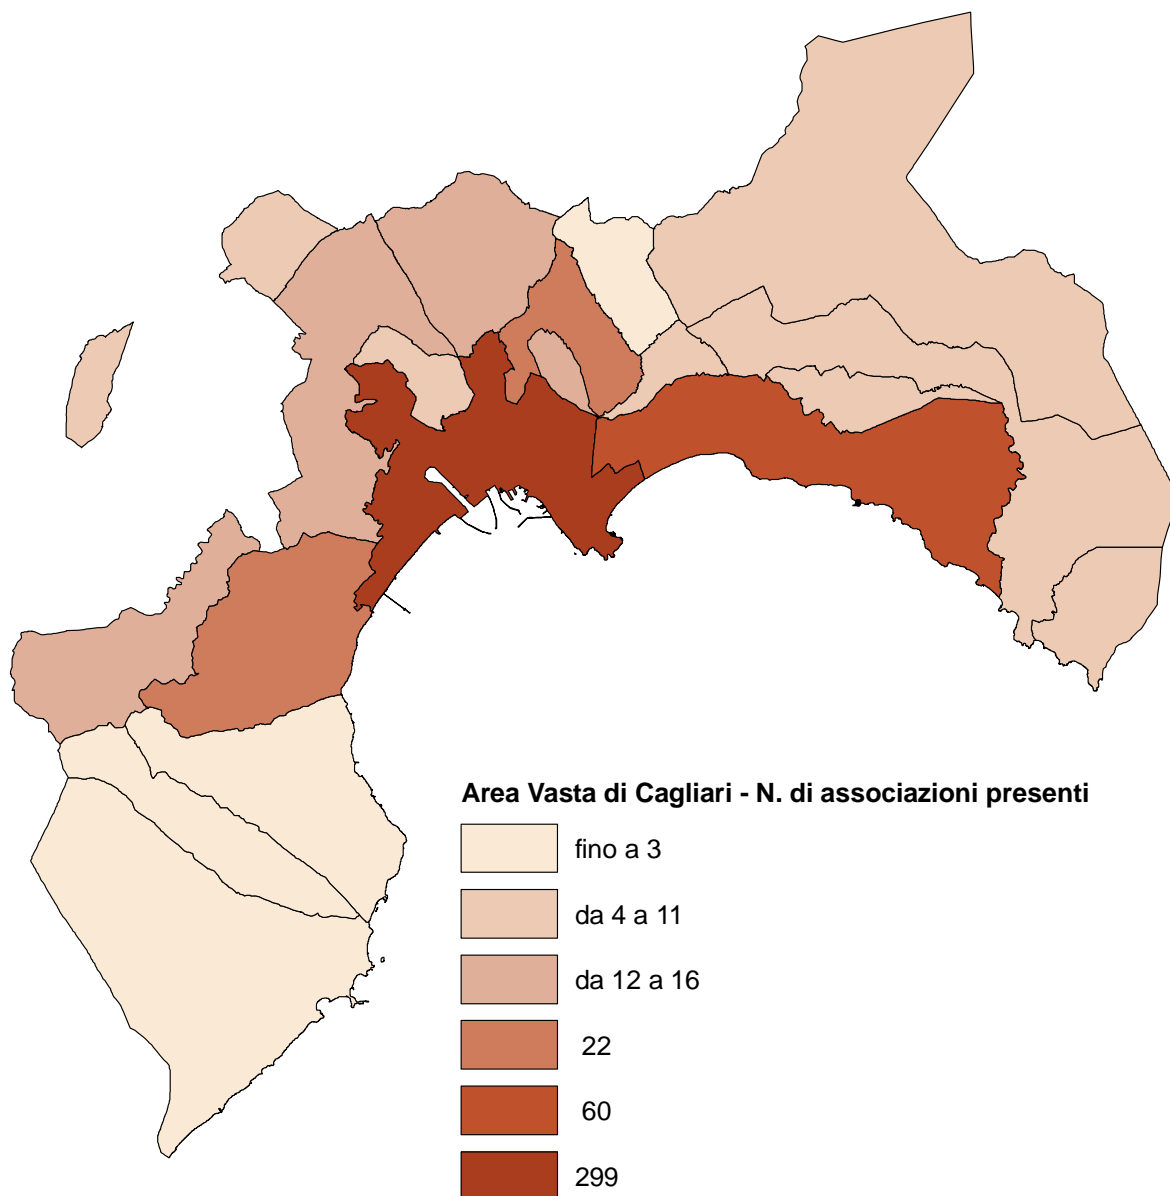 Area Vasta di Cagliari - N. di associazioni presenti
fino a 3
da 4 a 11
da 12 a 16
22
60
299